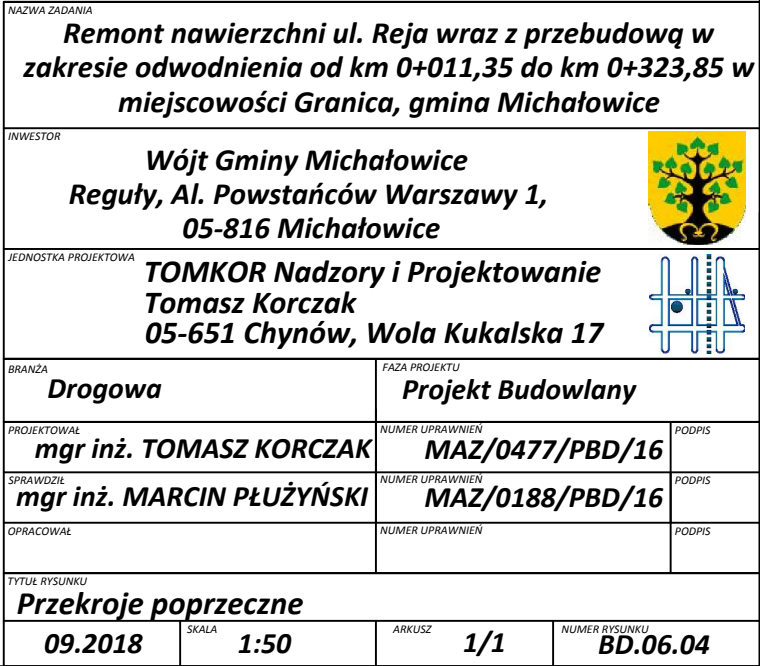 NAZWA ZADANIA
Remont nawierzchni ul. Reja wraz z przebudową w
zakresie odwodnienia od km 0+011,35 do km 0+323,85 w
miejscowości Granica, gmina Michałowice
INWESTOR
Wójt Gminy Michałowice
Reguły, Al. Powstańców Warszawy 1,
05-816 Michałowice
JEDNOSTKA PROJEKTOWA
TOMKOR Nadzory i Projektowanie
Tomasz Korczak
05-651 Chynów, Wola Kukalska 17
BRANŻA FAZA PROJEKTU
Drogowa Projekt Budowlany
PROJEKTOWAŁ NUMER UPRAWNIEŃ PODPIS
mgr inż. TOMASZ KORCZAK MAZ/0477/PBD/16
SPRAWDZIŁ NUMER UPRAWNIEŃ PODPIS
mgr inż. MARCIN PŁUŻYŃSKI MAZ/0188/PBD/16
OPRACOWAŁ NUMER UPRAWNIEŃ PODPIS
TYTUŁ RYSUNKU
Przekroje poprzeczne
SKALA ARKUSZ NUMER RYSUNKU
09.2018 1:50 1/1 BD.06.04